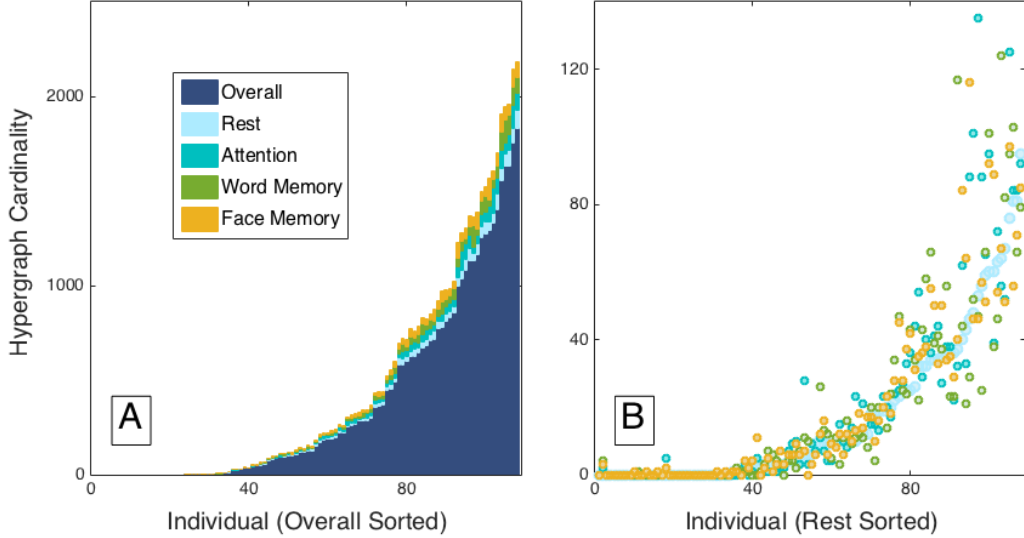 Hypergraph Cardinality
2000
1000
0
0
40
80
Overall
Rest
Attention
Word Memory
Face Memory
A
Individual (Overall Sorted)
120
80
40
0
0
40
80
B
Individual (Rest Sorted)